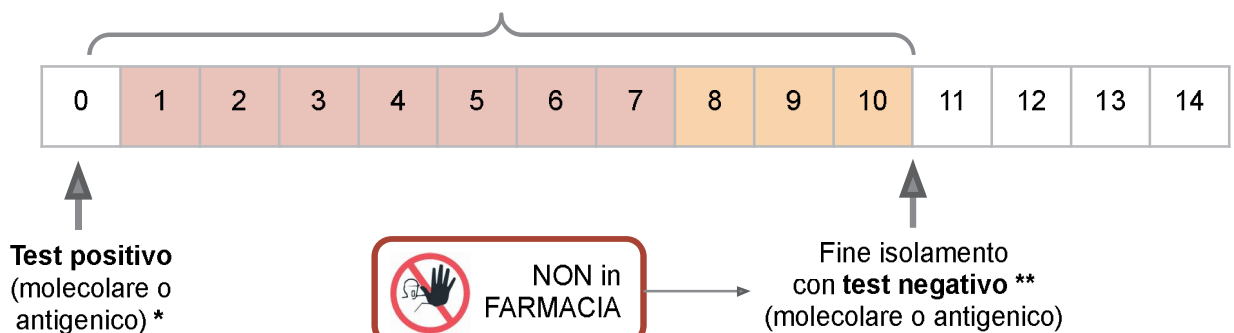 0 1 2 3 4 5 6 7 8 9 10 11 12 13 14
Test positivo
(molecolare o
antigenico) *
NON in
FARMACIA
Fine isolamento
con test negativo **
(molecolare o antigenico)